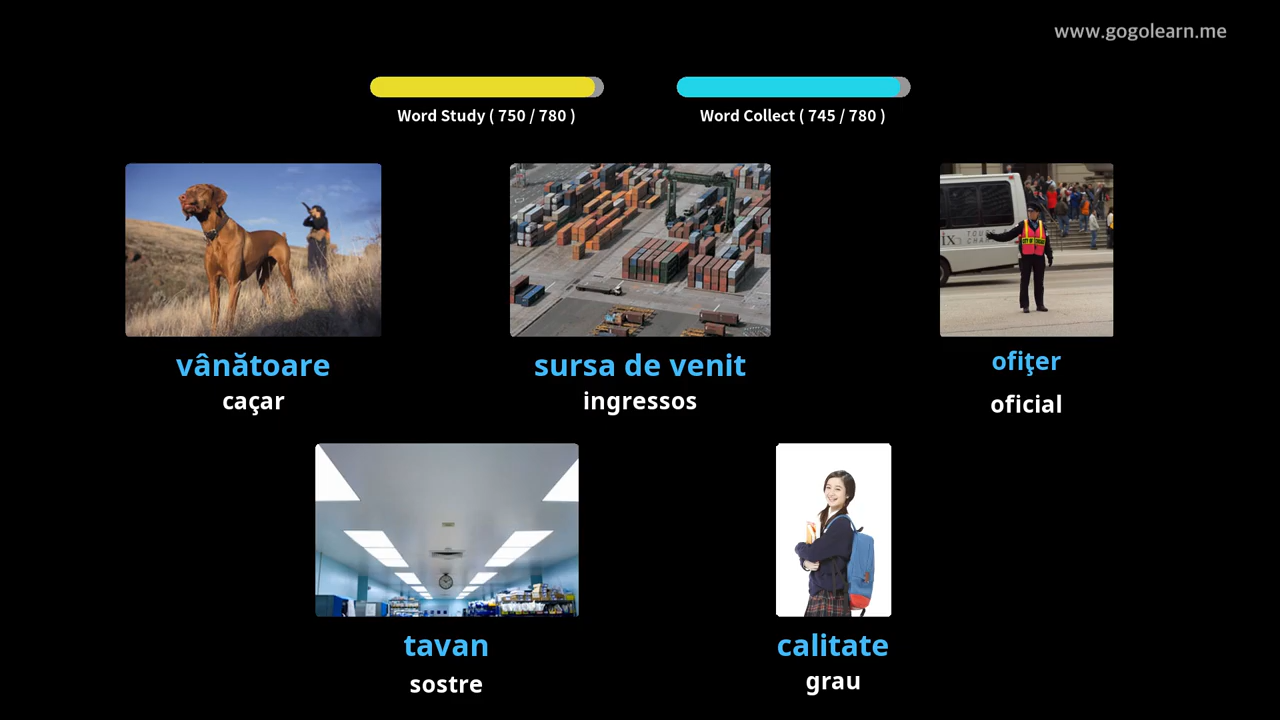 www.gogolearn.me
Word Study ( 750 / 780 )
Word Collect ( 745 / 780 )
vânătoare
caçar
sursa de venit
ingressos
ofiţer
oficial
tavan
sostre
calitate
grau